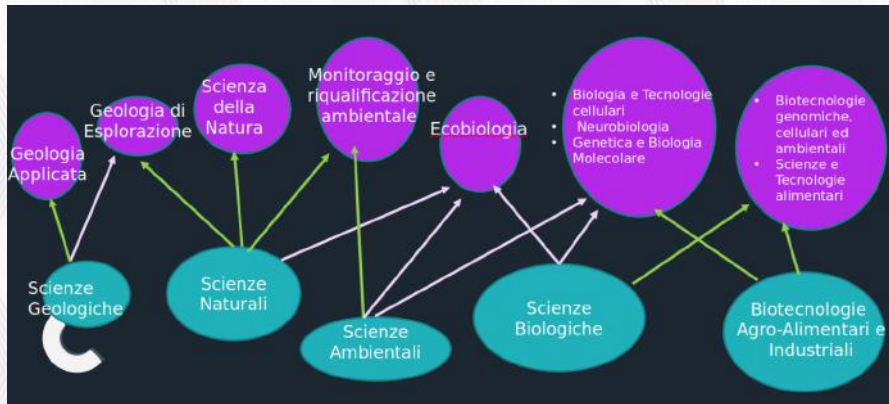 Geologia
Applicata
Geologia di
Esplorazione
Scienza
della
Natura
Monitoraggio e
riqualificazione
ambientale
Ecobiologia
• Biologia e Tecnologie
cellulari
• Neurobiologia
• Genetica e Biologia
Molecolare
• Biotecnologie
genomiche,
cellulari ed
ambientali
• Scienze e
Tecnologie
alimentari
Scienze
Geologiche
Scienze
Naturali
Scienze
Ambientali
Scienze
Biologiche
Biotecnologie
Agro-Alimentari e
Industriali